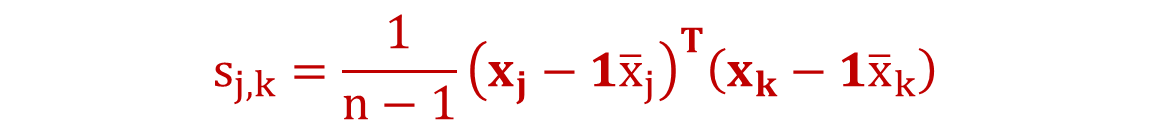 s_{j,k} = \frac{1}{n − 1} (𝐱_𝐣 − 𝟏x̅_j)^𝐓 (𝐱_𝐤 − 𝟏x̅_k)